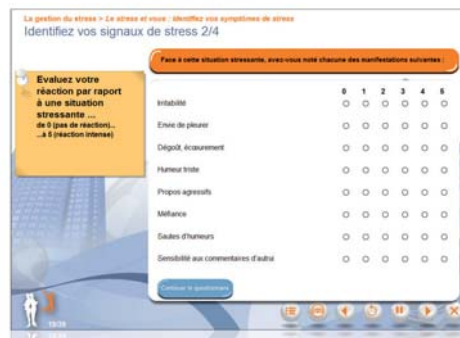 La gestion du stress > Le stress et vous : identifiez vos symptômes de stress
Identifiez vos signaux de stress 2/4
Face à cette situation stressante, avez-vous noté chacune des manifestations suivantes :
Evaluez votre
réaction par raport
à une situation
stressante ...
de 0 (pas de réaction)...
...à 5 (réaction intense)
0 1 2 3 4 5
Irritabilité
Envie de pleurer
Dégoût, écœurement
Humeur triste
Propos agressifs
Méfiance
Sautes d'humeurs
Sensibilité aux commentaires d'autrui
Continuer le questionnaire
3